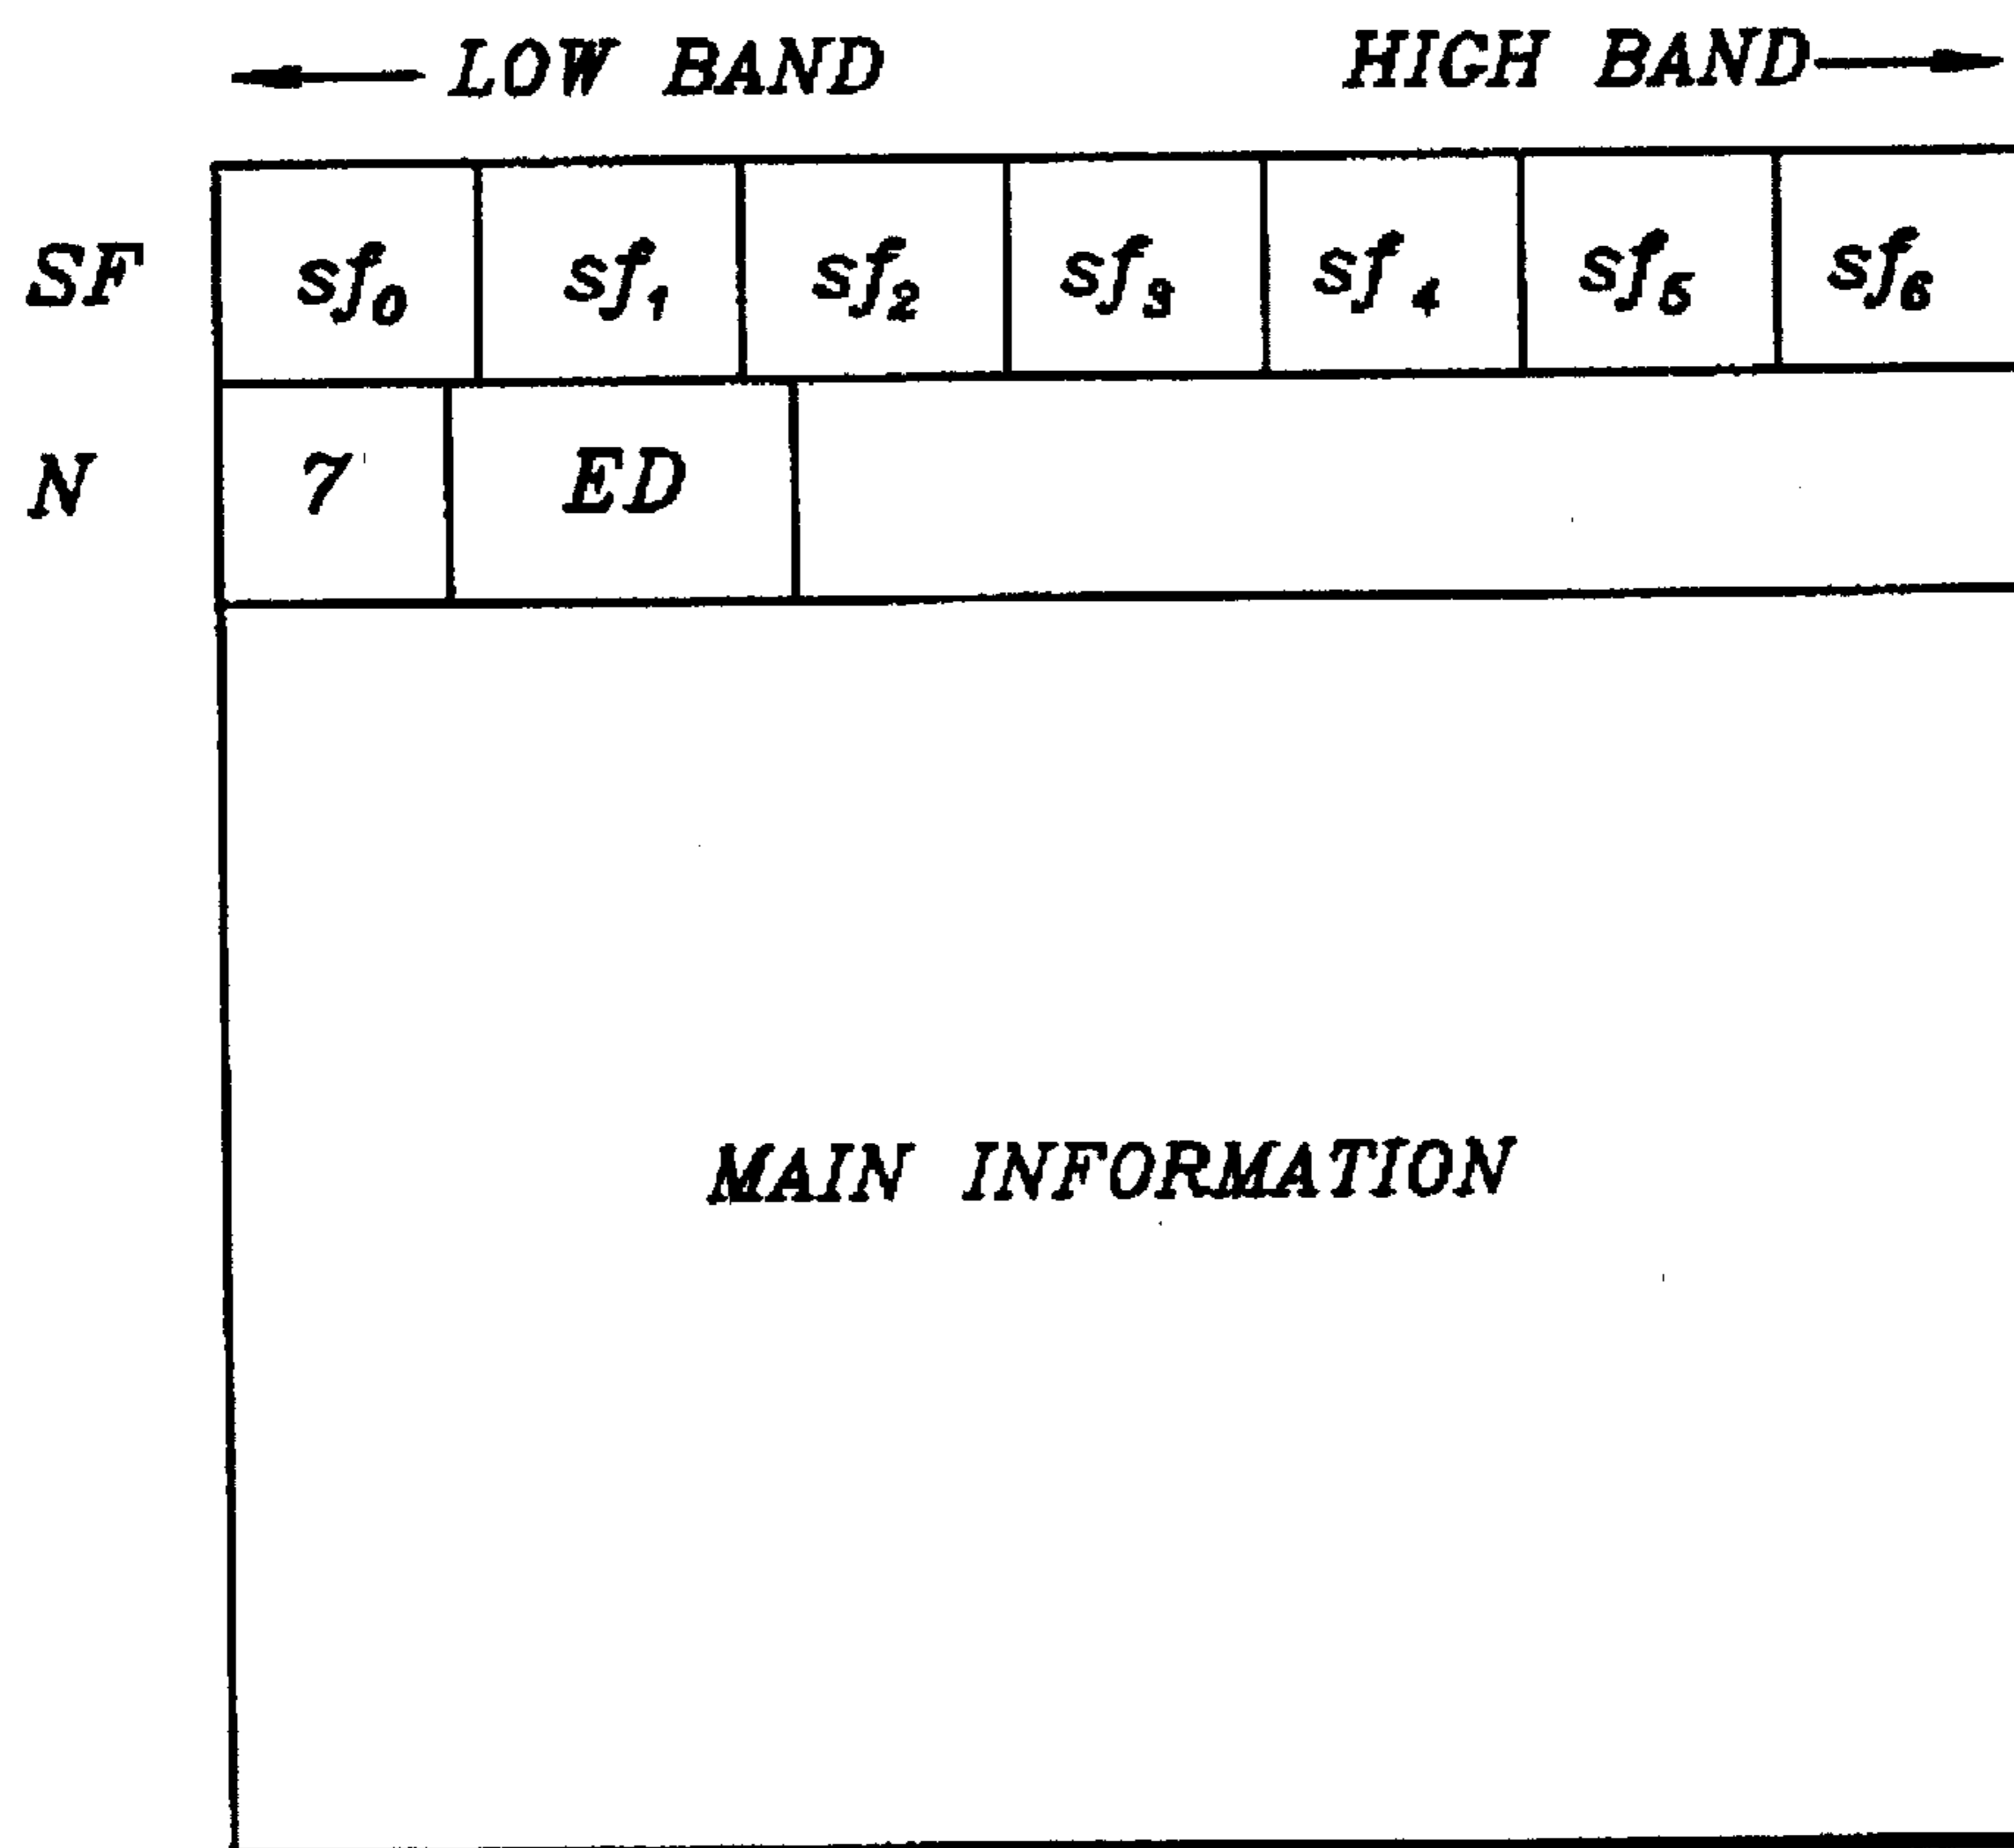 LOW BAND HIGH BAND
SF sf₀ sf₁ sf₂ sf₃ sf₄ sf₅ sf₆
N 7 ED
MAIN INFORMATION